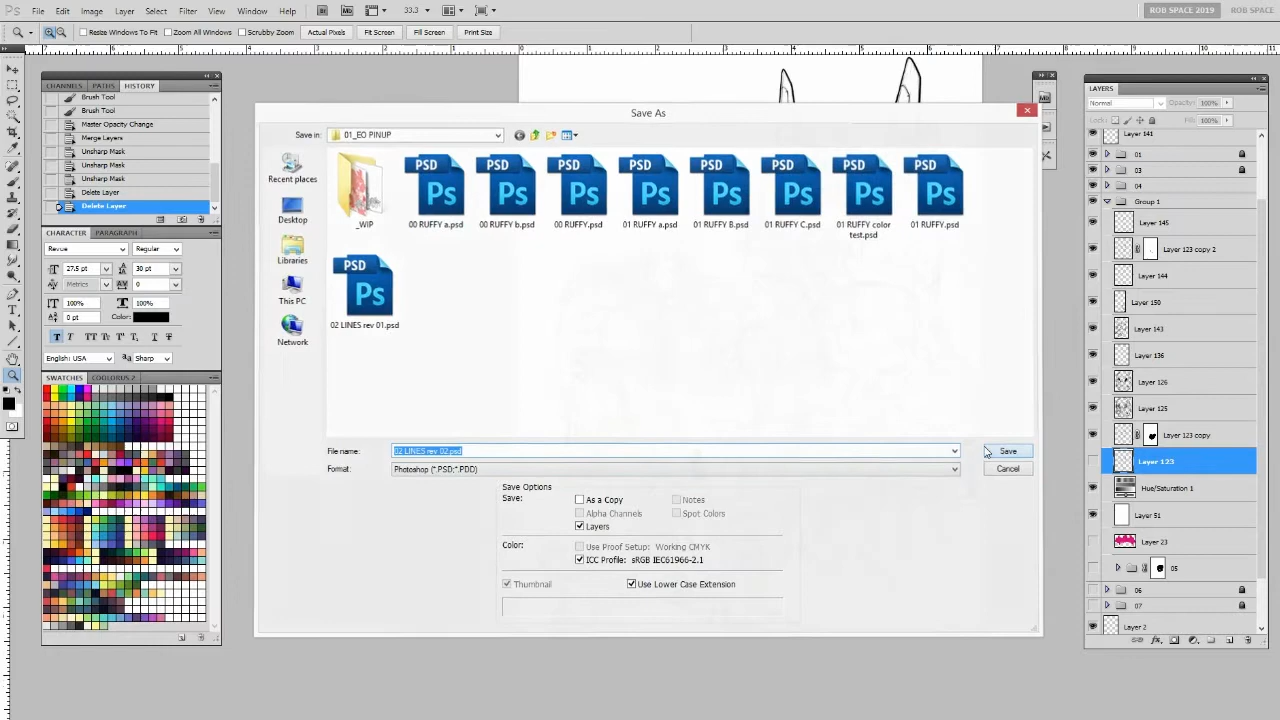 Ps File Edit Image Layer Select Filter View Window Help Br Mb 33.3 ROB SPACE 2019 ROB SPACE
Resize Windows To Fit Zoom All Windows Scrubby Zoom Actual Pixels Fit Screen Fill Screen Print Size
CHANNELS PATHS HISTORY
Brush Tool
Brush Tool
Master Opacity Change
Merge Layers
Unsharp Mask
Unsharp Mask
Unsharp Mask
Delete Layer
Delete Layer
CHARACTER PARAGRAPH
Revue Regular
27.5 pt 30 pt
Metrics 0
100% 100%
0 pt Color:
English: USA Sharp
SWATCHES COOLORUS 2
Save As
Save in: 01_EO PINUP
Recent places
Desktop
Libraries
This PC
Network
_WIP
PSD Ps 00 RUFFY a.psd
PSD Ps 00 RUFFY b.psd
PSD Ps 00 RUFFY.psd
PSD Ps 01 RUFFY a.psd
PSD Ps 01 RUFFY B.psd
PSD Ps 01 RUFFY C.psd
PSD Ps 01 RUFFY color
test.psd
PSD Ps 01 RUFFY.psd
PSD Ps 02 LINES rev 01.psd
File name: 02 LINES rev 02.psd Save
Format: Photoshop (*.PSD;*.PDD) Cancel
Save Options
Save: As a Copy Notes
Alpha Channels Spot Colors
Layers
Color: Use Proof Setup: Working CMYK
ICC Profile: sRGB IEC61966-2.1
Thumbnail Use Lower Case Extension
LAYERS
Normal Opacity: 100%
Lock: Fill: 100%
Layer 141
01
03
04
Group 1
Layer 145
Layer 123 copy 2
Layer 144
Layer 150
Layer 143
Layer 136
Layer 126
Layer 125
Layer 123 copy
Layer 123
Hue/Saturation 1
Layer 51
Layer 23
05
06
07
Layer 2